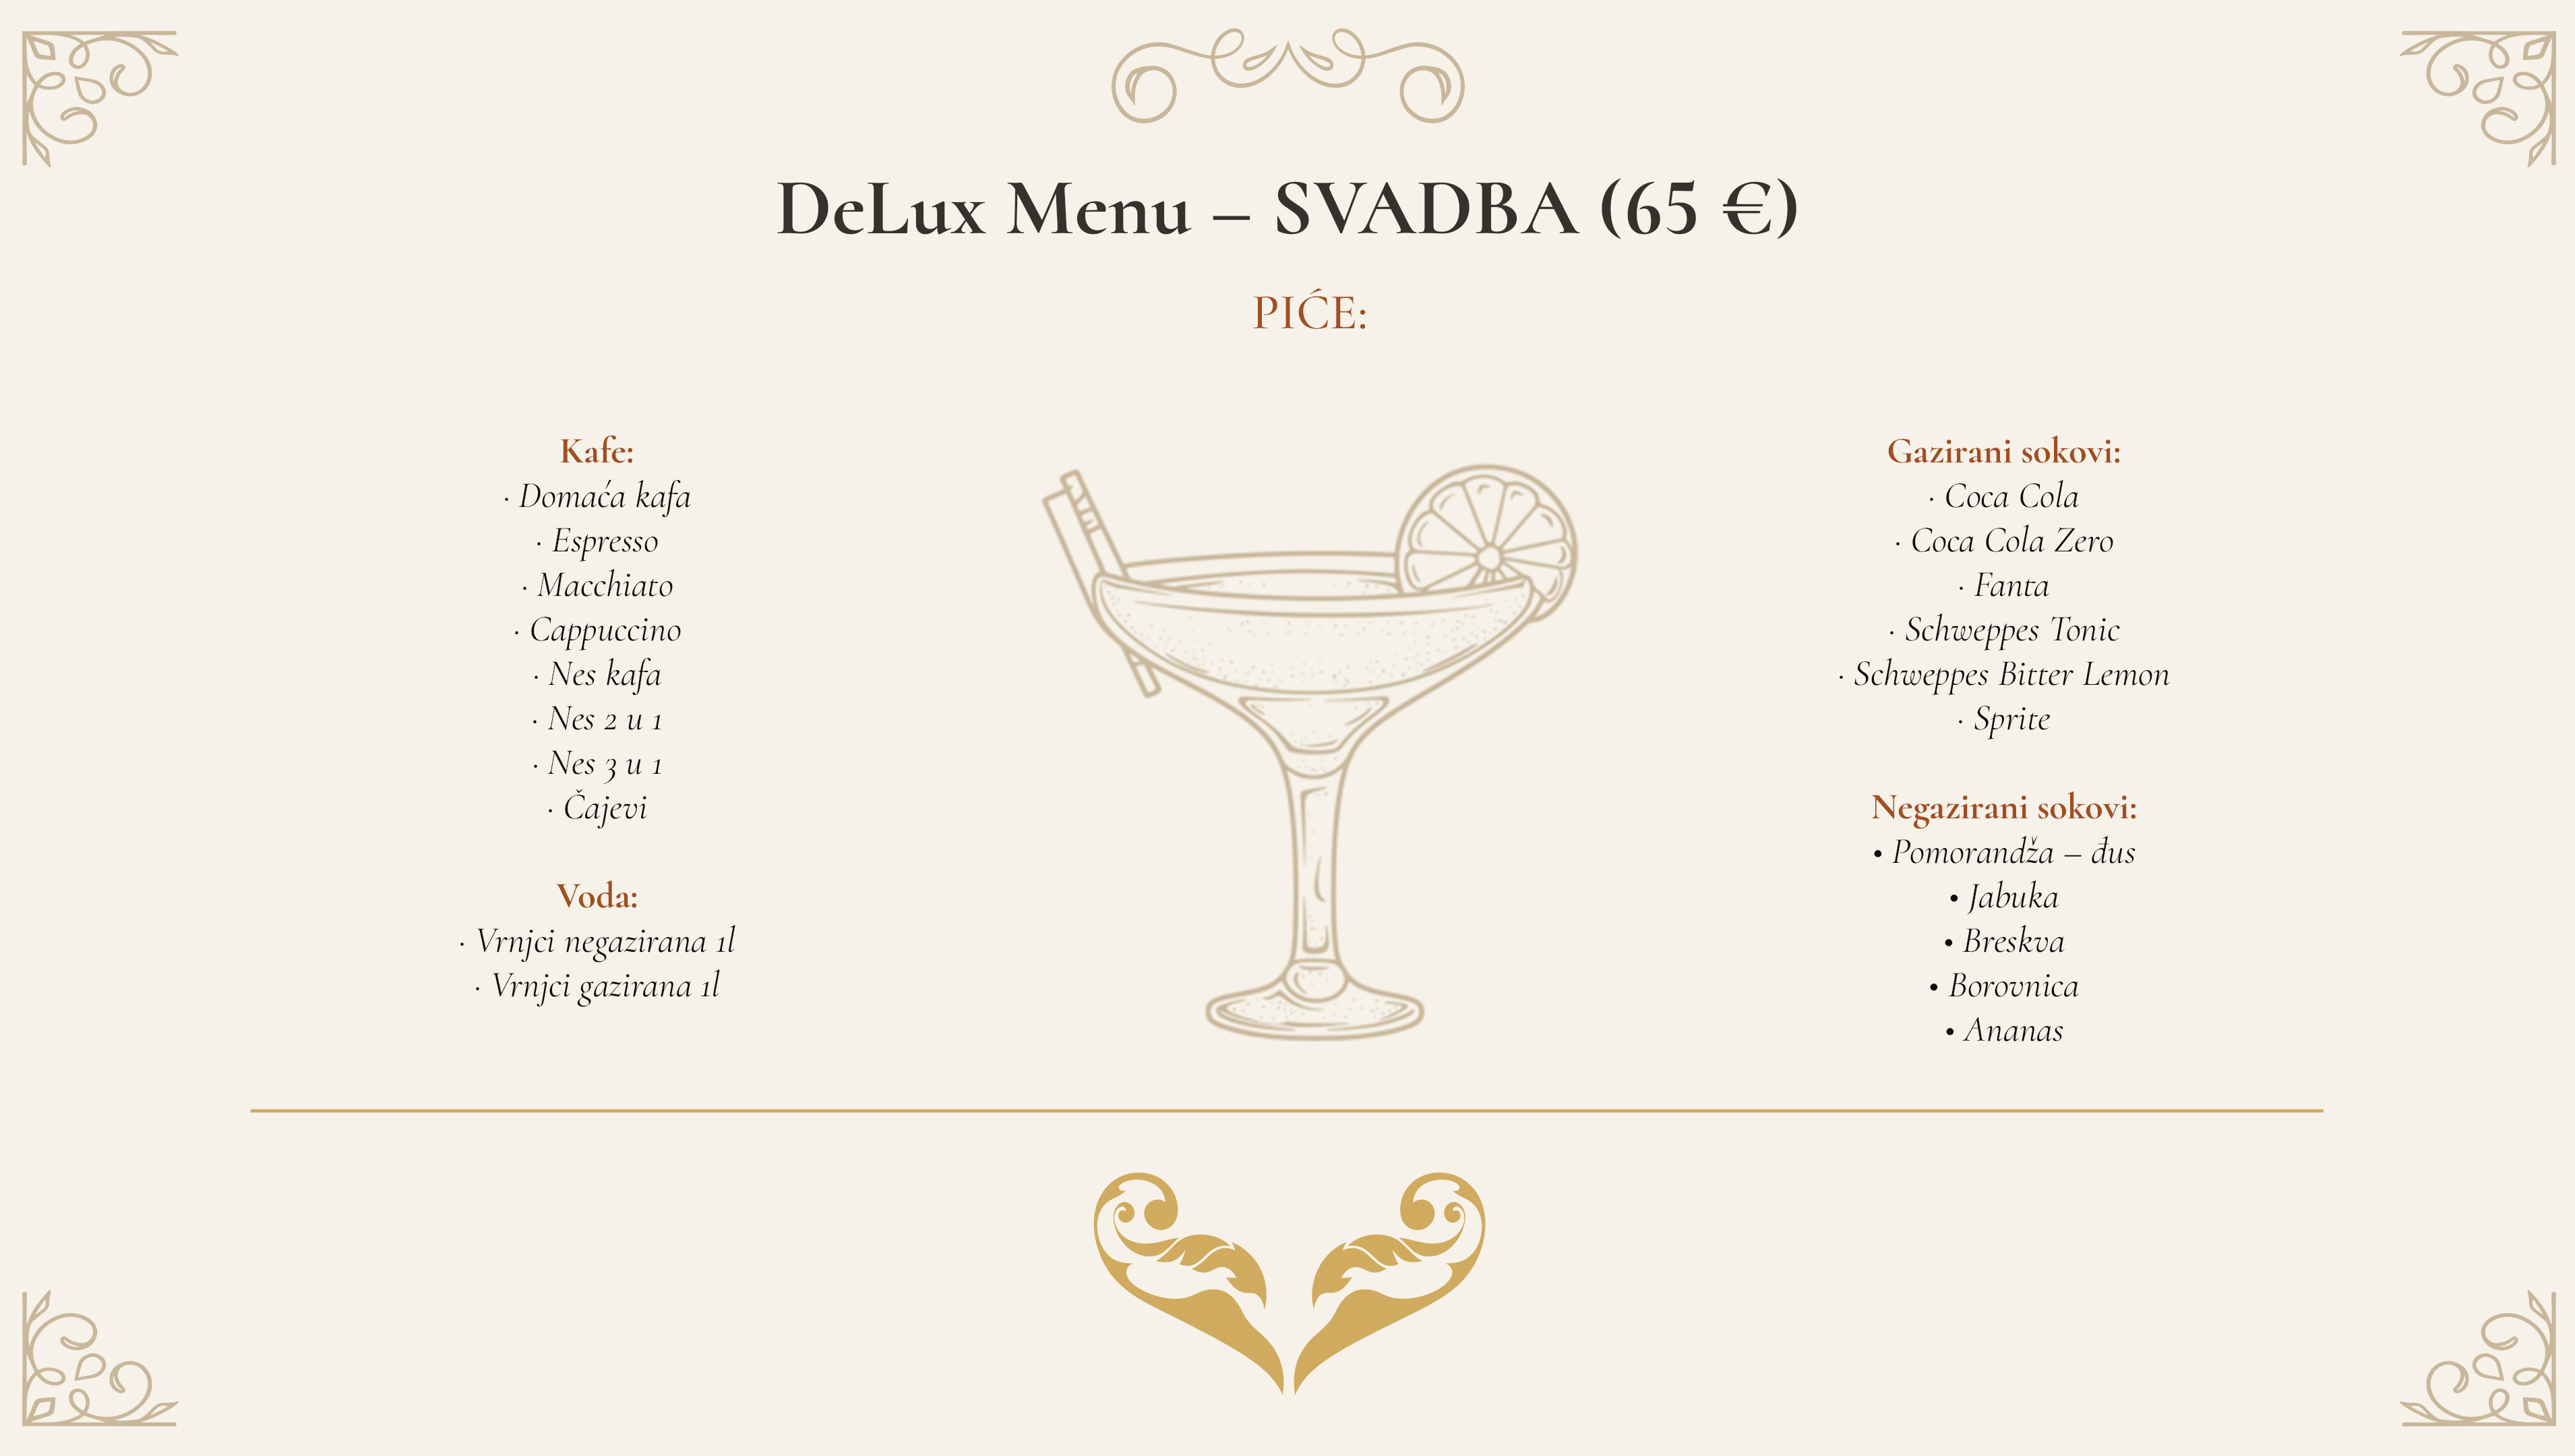 DeLux Menu – SVADBA (65 €)
PIĆE:
Kafe:
· Domaća kafa
· Espresso
· Macchiato
· Cappuccino
· Nes kafa
· Nes 2 u 1
· Nes 3 u 1
· Čajevi
Voda:
· Vrnjci negazirana 1l
· Vrnjci gazirana 1l
Gazirani sokovi:
· Coca Cola
· Coca Cola Zero
· Fanta
· Schweppes Tonic
· Schweppes Bitter Lemon
· Sprite
Negazirani sokovi:
• Pomorandža – đus
• Jabuka
• Breskva
• Borovnica
• Ananas